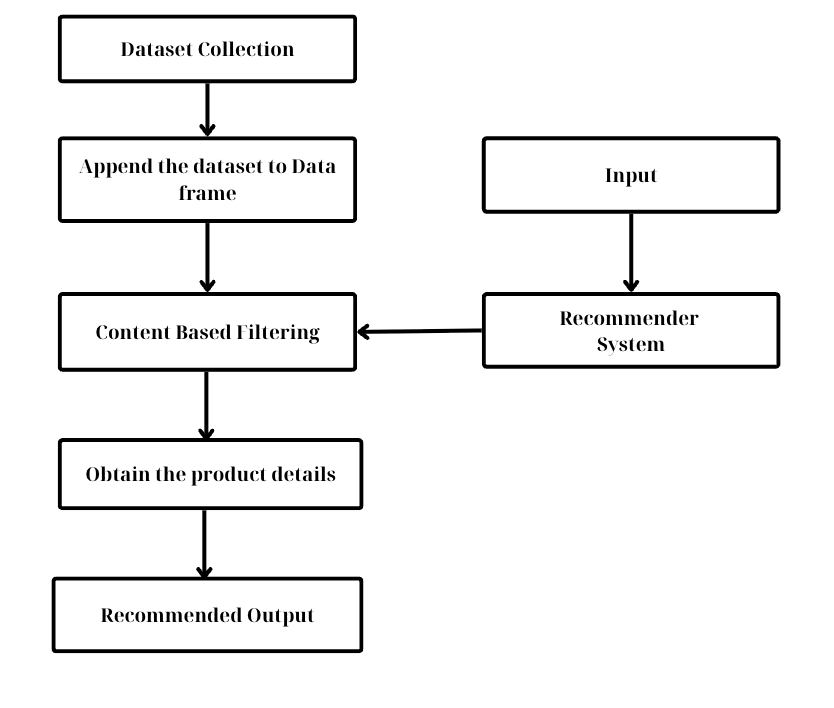 Dataset Collection
Append the dataset to Data
frame
Input
Content Based Filtering
Recommender
System
Obtain the product details
Recommended Output